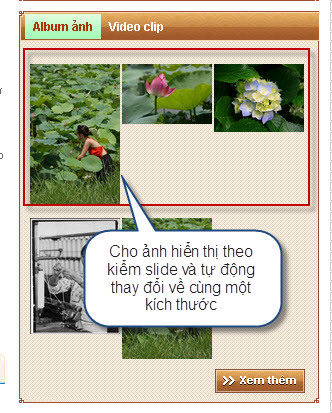 Album ảnh Video clip
Cho ảnh hiển thị theo
kiểm slide và tự động
thay đổi về cùng một
kích thước
Xem thêm